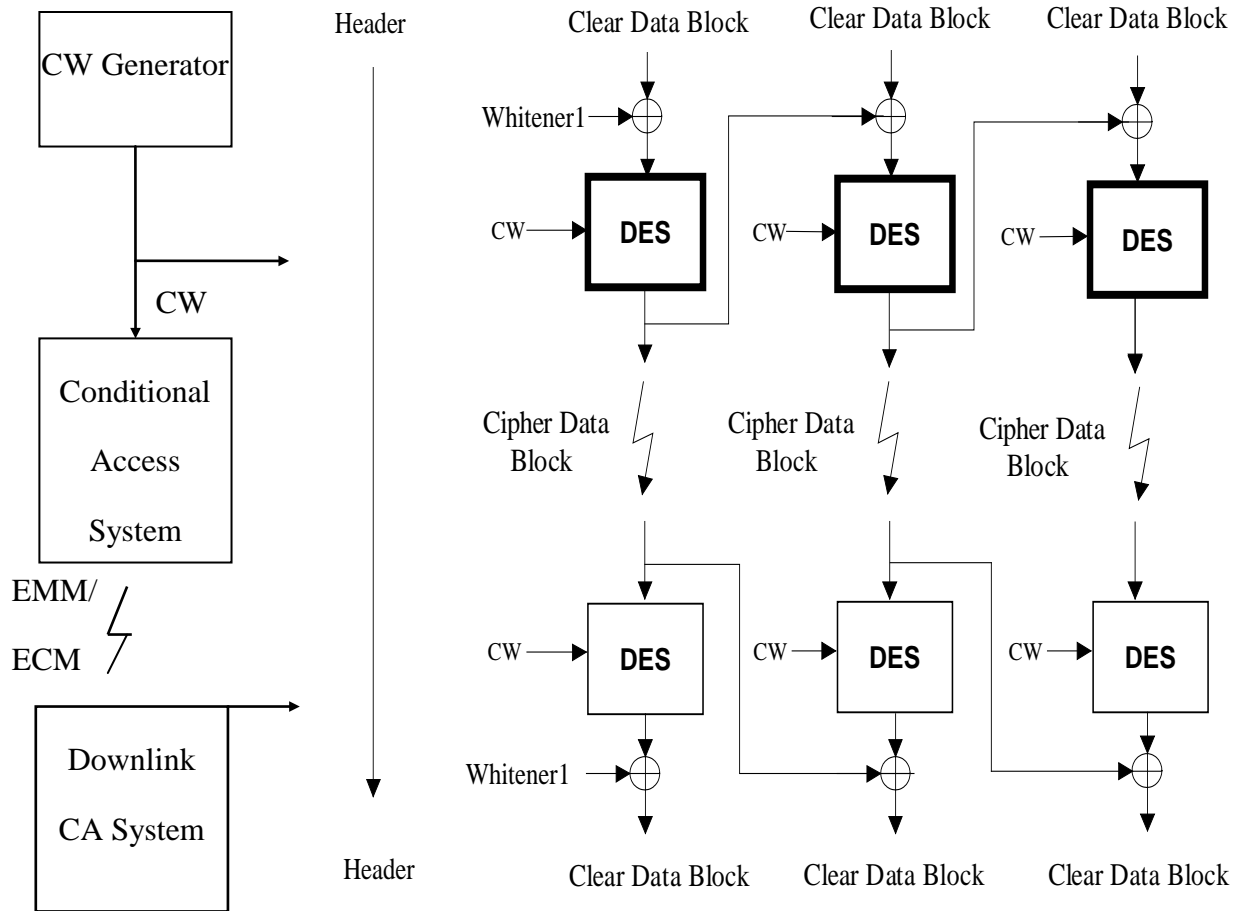 CW Generator
CW
Conditional
Access
System
EMM/
ECM
Downlink
CA System
Header
Header
Clear Data Block
Clear Data Block
Clear Data Block
Whitener1
CW
DES
CW
DES
CW
DES
Cipher Data
Block
Cipher Data
Block
Cipher Data
Block
CW
DES
CW
DES
CW
DES
Whitener1
Clear Data Block
Clear Data Block
Clear Data Block